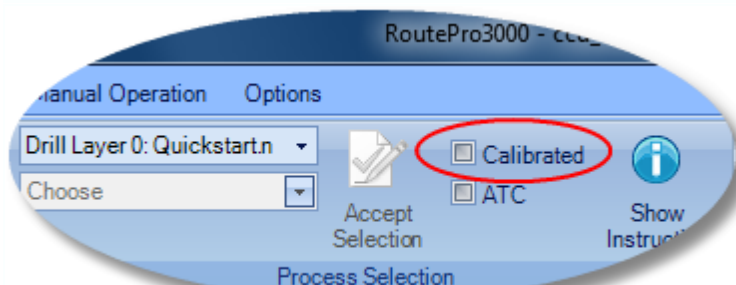 RoutePro3000 -
Manual Operation Options
Drill Layer 0: Quickstart.n
Choose
Accept
Selection
Calibrated
ATC
Show
Process Selection